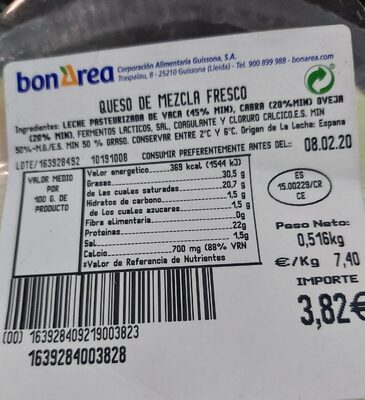 bonÀrea
Corporación Alimentaria Guissona, S.A.
Traspalau, 8 - 25210 Guissona (Lleida) - Tel. 900 899 988 - bonarea.com
QUESO DE MEZCLA FRESCO
Ingredientes: LECHE PASTEURIZADA DE VACA (45% MIN), CABRA (20%MIN) OVEJA
(20% MIN), FERMENTOS LACTICOS, SAL, COAGULANTE Y CLORURO CALCICO.E.S. MIN
50%-M.G./E.S. MIN 50 % GRASO. CONSERVAR ENTRE 2ºC Y 6ºC. Origen de la Leche: Espana
LOTE/163928492 10191008 CONSUMIR PREFERENTEMENTE ANTES DEL.: 08.02.20
VALOR MEDIO
POR
100 G. DE
PRODUCTO
Valor energetico....369 kcal (1544 kJ)
Grasas 30,5 g
de las cuales saturadas 20,7 g
Hidratos de carbono 1,5 g
de los cuales azucares 1,5 g
Fibra alimentaria 0g
Proteinas 22g
Sal 1,5g
Calcio 700 mg (88% VRN
*Valor de Referencia de Nutrientes
ES
15.00229/CR
CE
Peso Neto:
0,516kg
€/Kg 7,40
IMPORTE
3,82€
(00) 163928409219003823
1639284003828